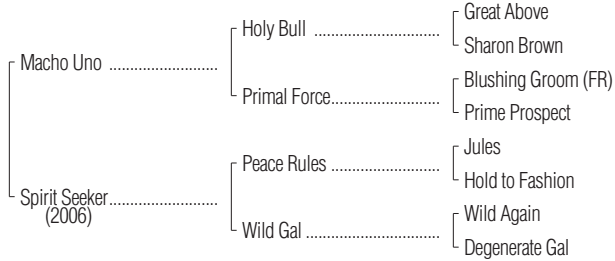 Great Above
Holy Bull ..............................
Sharon Brown
Macho Uno ..........................
Blushing Groom (FR)
Primal Force..........................
Prime Prospect
Jules
Peace Rules ..........................
Hold to Fashion
Spirit Seeker..........................
(2006)
Wild Again
Wild Gal ................................
Degenerate Gal